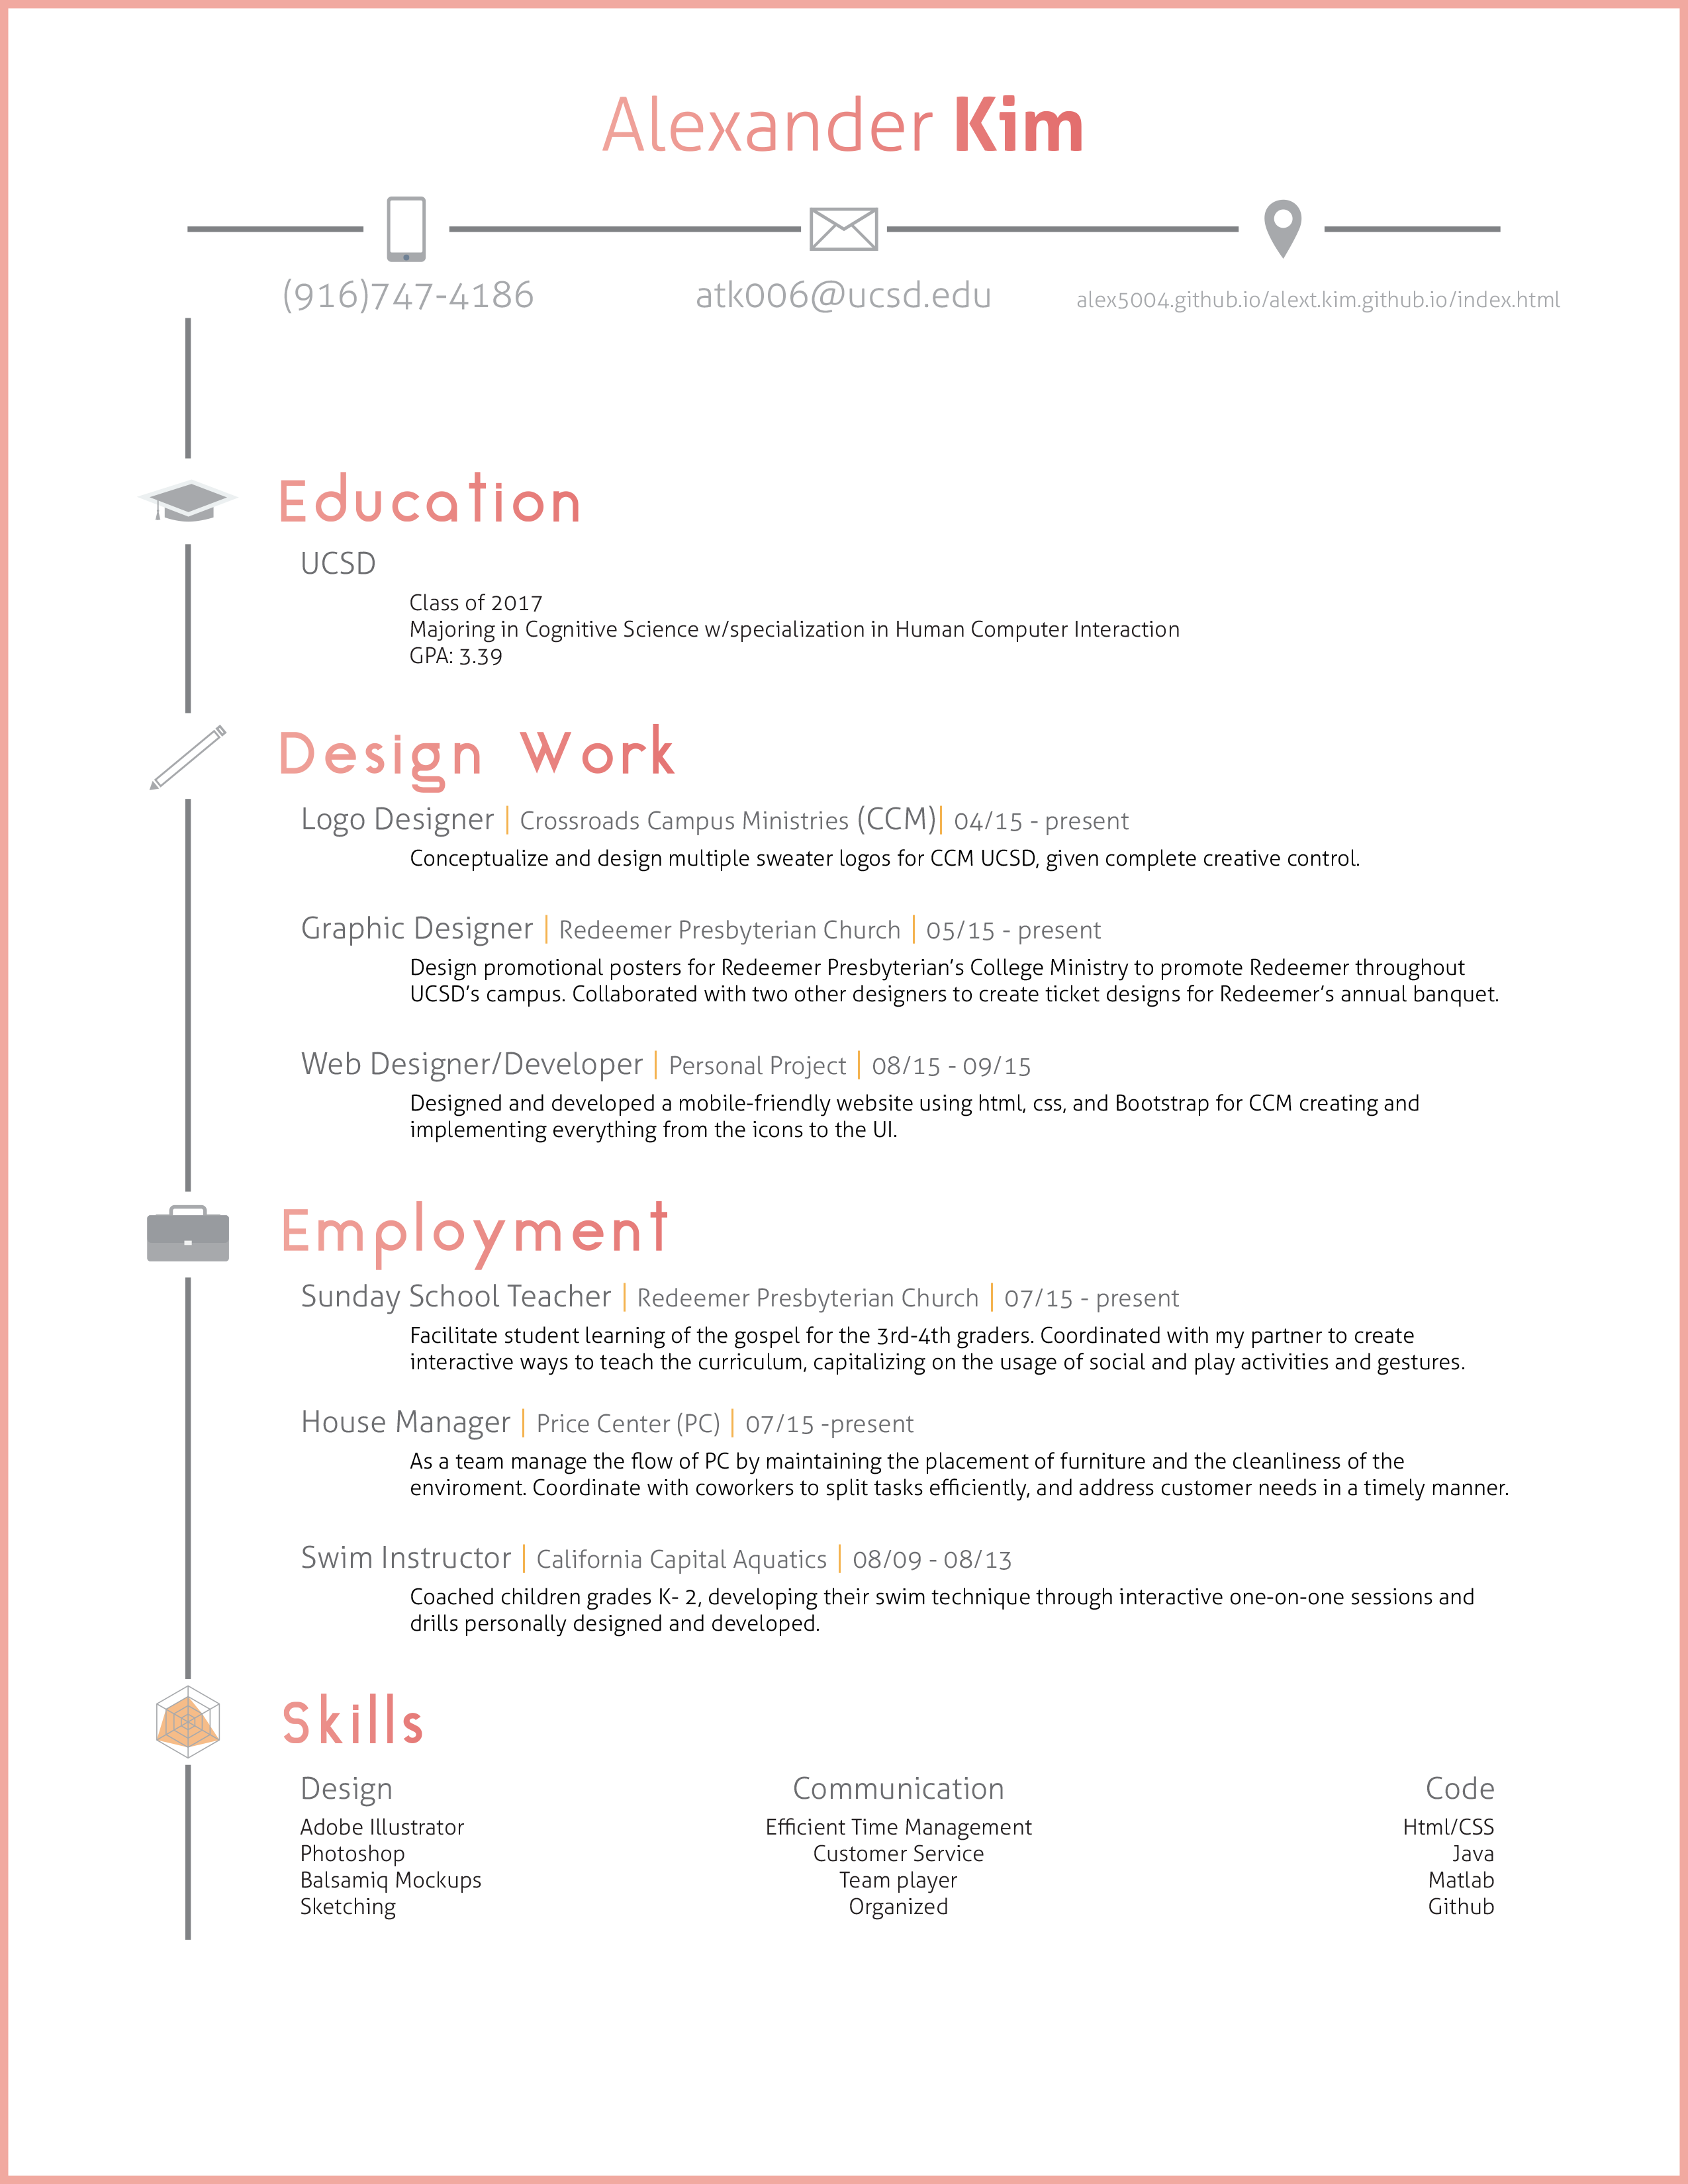 Alexander Kim
(916)747-4186
atk006@ucsd.edu
alex5004.github.io/alext.kim.github.io/index.html
Education
UCSD
Class of 2017
Majoring in Cognitive Science w/specialization in Human Computer Interaction
GPA: 3.39
Design Work
Logo Designer | Crossroads Campus Ministries (CCM)| 04/15 - present
Conceptualize and design multiple sweater logos for CCM UCSD, given complete creative control.
Graphic Designer | Redeemer Presbyterian Church | 05/15 - present
Design promotional posters for Redeemer Presbyterian's College Ministry to promote Redeemer throughout
UCSD's campus. Collaborated with two other designers to create ticket designs for Redeemer's annual banquet.
Web Designer/Developer | Personal Project | 08/15 - 09/15
Designed and developed a mobile-friendly website using html, css, and Bootstrap for CCM creating and
implementing everything from the icons to the UI.
Employment
Sunday School Teacher | Redeemer Presbyterian Church | 07/15 - present
Facilitate student learning of the gospel for the 3rd-4th graders. Coordinated with my partner to create
interactive ways to teach the curriculum, capitalizing on the usage of social and play activities and gestures.
House Manager | Price Center (PC) | 07/15 -present
As a team manage the flow of PC by maintaining the placement of furniture and the cleanliness of the
enviroment. Coordinate with coworkers to split tasks efficiently, and address customer needs in a timely manner.
Swim Instructor | California Capital Aquatics | 08/09 - 08/13
Coached children grades K- 2, developing their swim technique through interactive one-on-one sessions and
drills personally designed and developed.
Skills
Design
Adobe Illustrator
Photoshop
Balsamiq Mockups
Sketching
Communication
Efficient Time Management
Customer Service
Team player
Organized
Code
Html/CSS
Java
Matlab
Github